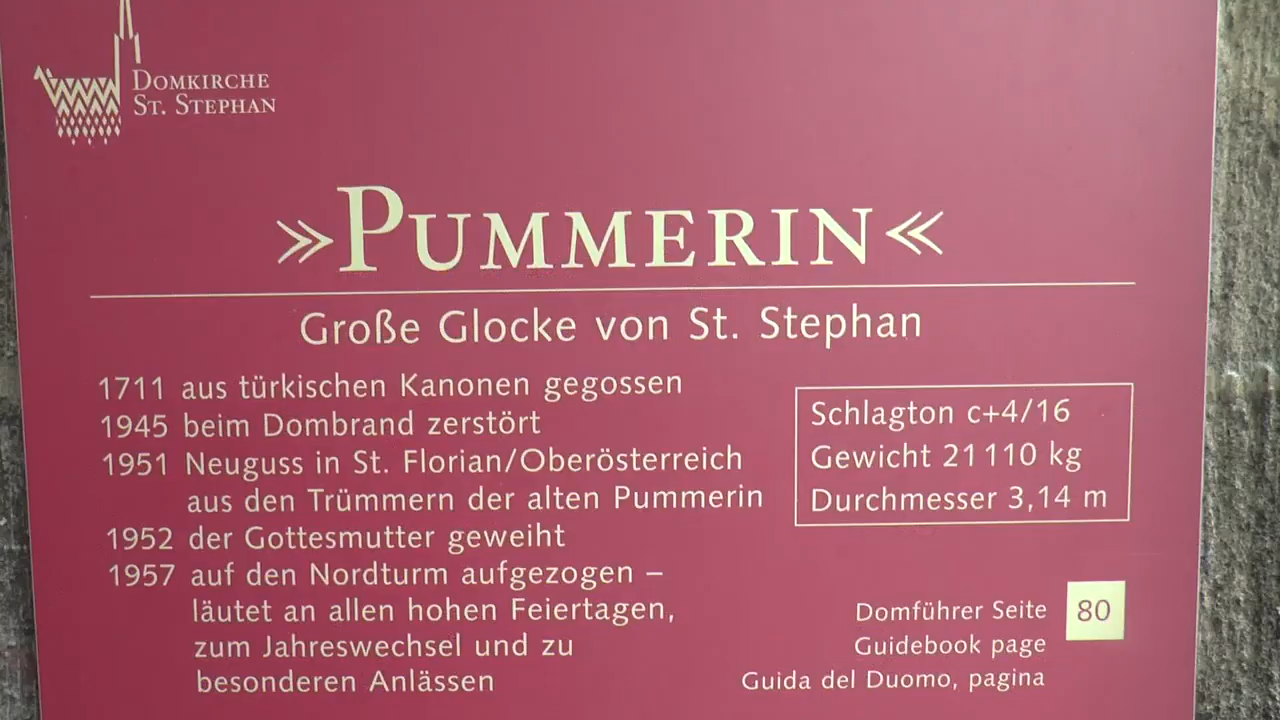 DOMKIRCHE
ST. STEPHAN
»PUMMERIN«
Große Glocke von St. Stephan
1711 aus türkischen Kanonen gegossen
1945 beim Dombrand zerstört
1951 Neuguss in St. Florian/Oberösterreich
aus den Trümmern der alten Pummerin
1952 der Gottesmutter geweiht
1957 auf den Nordturm aufgezogen –
läutet an allen hohen Feiertagen,
zum Jahreswechsel und zu
besonderen Anlässen
Schlagton c+4/16
Gewicht 21110 kg
Durchmesser 3,14 m
Domführer Seite 80
Guidebook page
Guida del Duomo, pagina